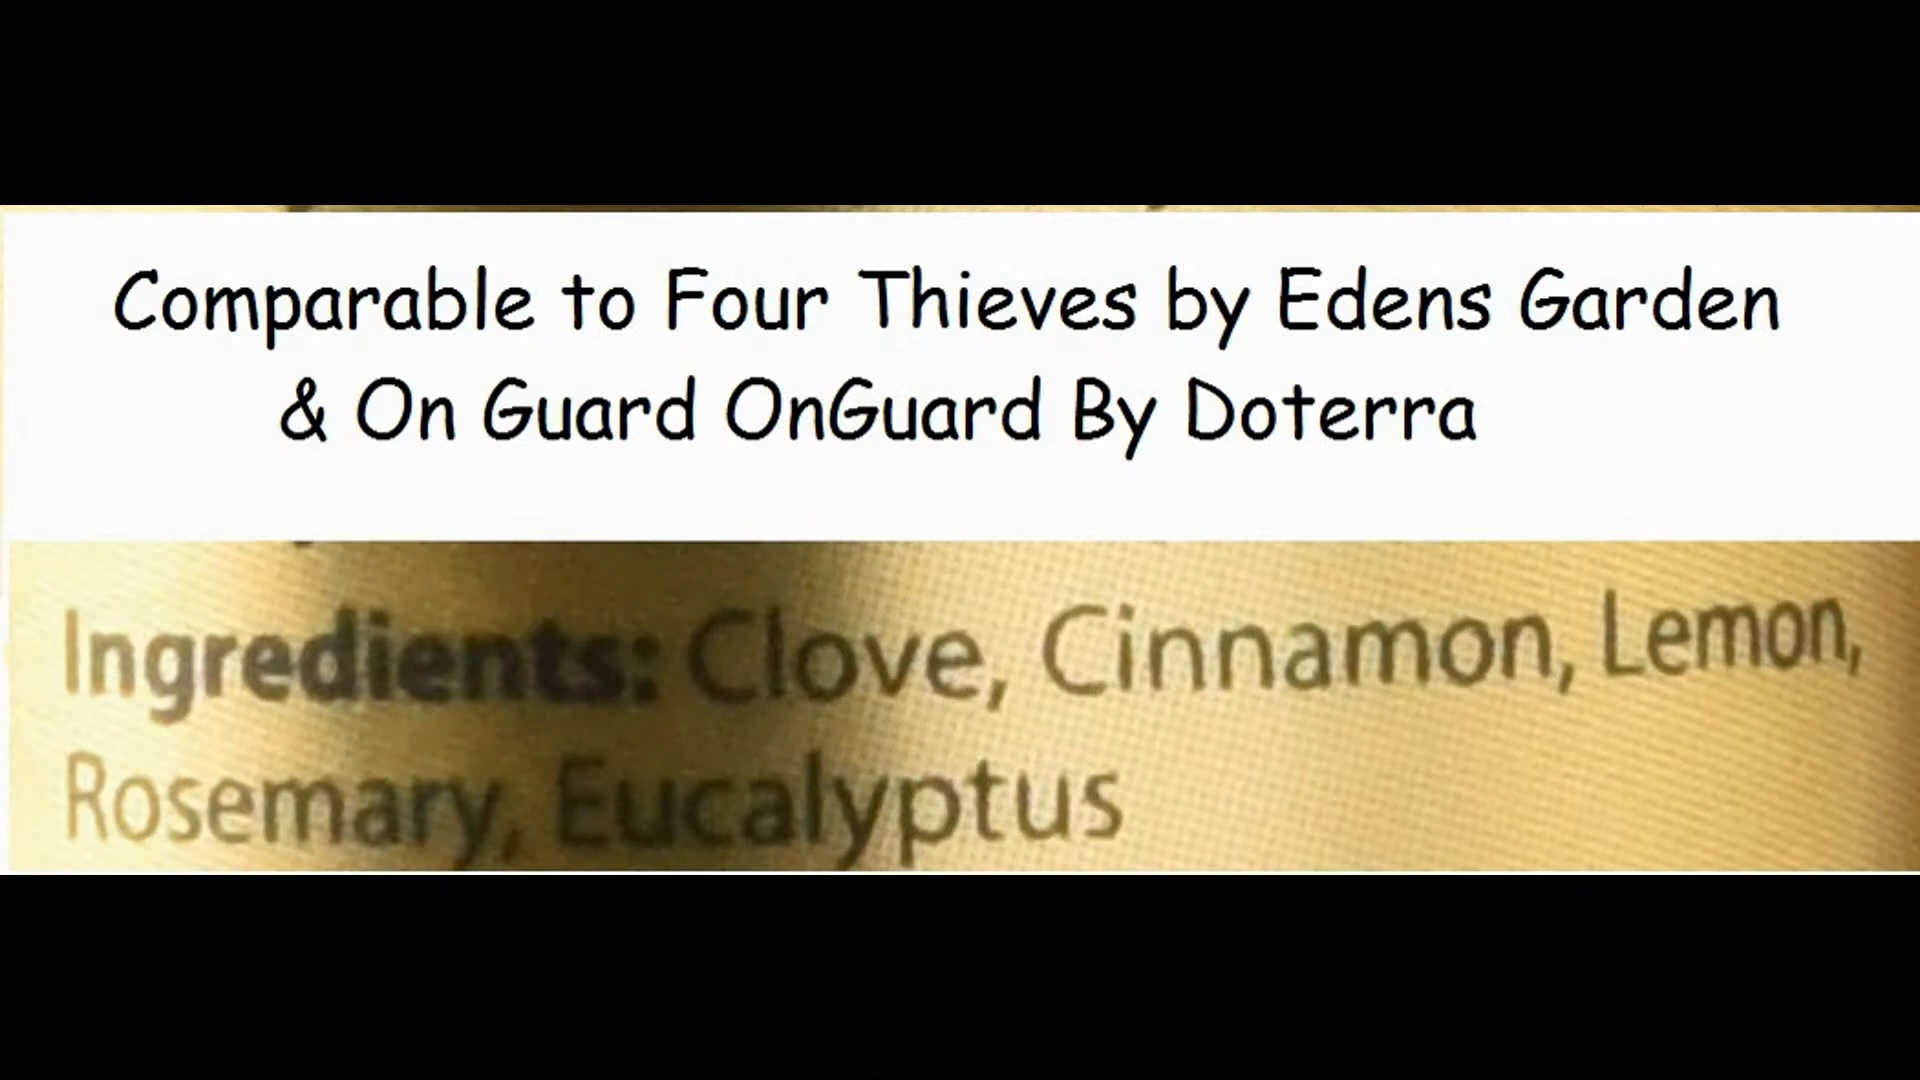 Comparable to Four Thieves by Edens Garden
& On Guard OnGuard By Doterra
Ingredients: Clove, Cinnamon, Lemon,
Rosemary, Eucalyptus